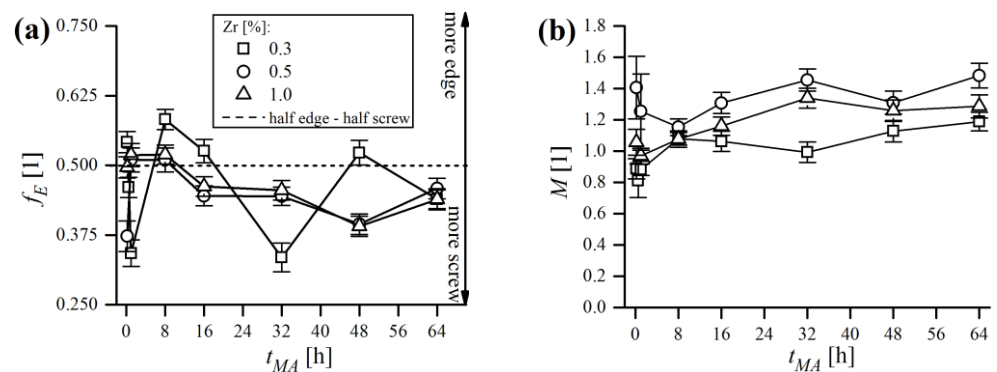 (a)
0.750
0.625
0.500
0.375
0.250
f_E [1]
Zr [%]:
0.3
0.5
1.0
half edge - half screw
more edge
more screw
0 8 16 24 32 40 48 56 64
t_MA [h]
(b)
1.8
1.6
1.4
1.2
1.0
0.8
0.6
0.4
0.2
0.0
M [1]
0 8 16 24 32 40 48 56 64
t_MA [h]